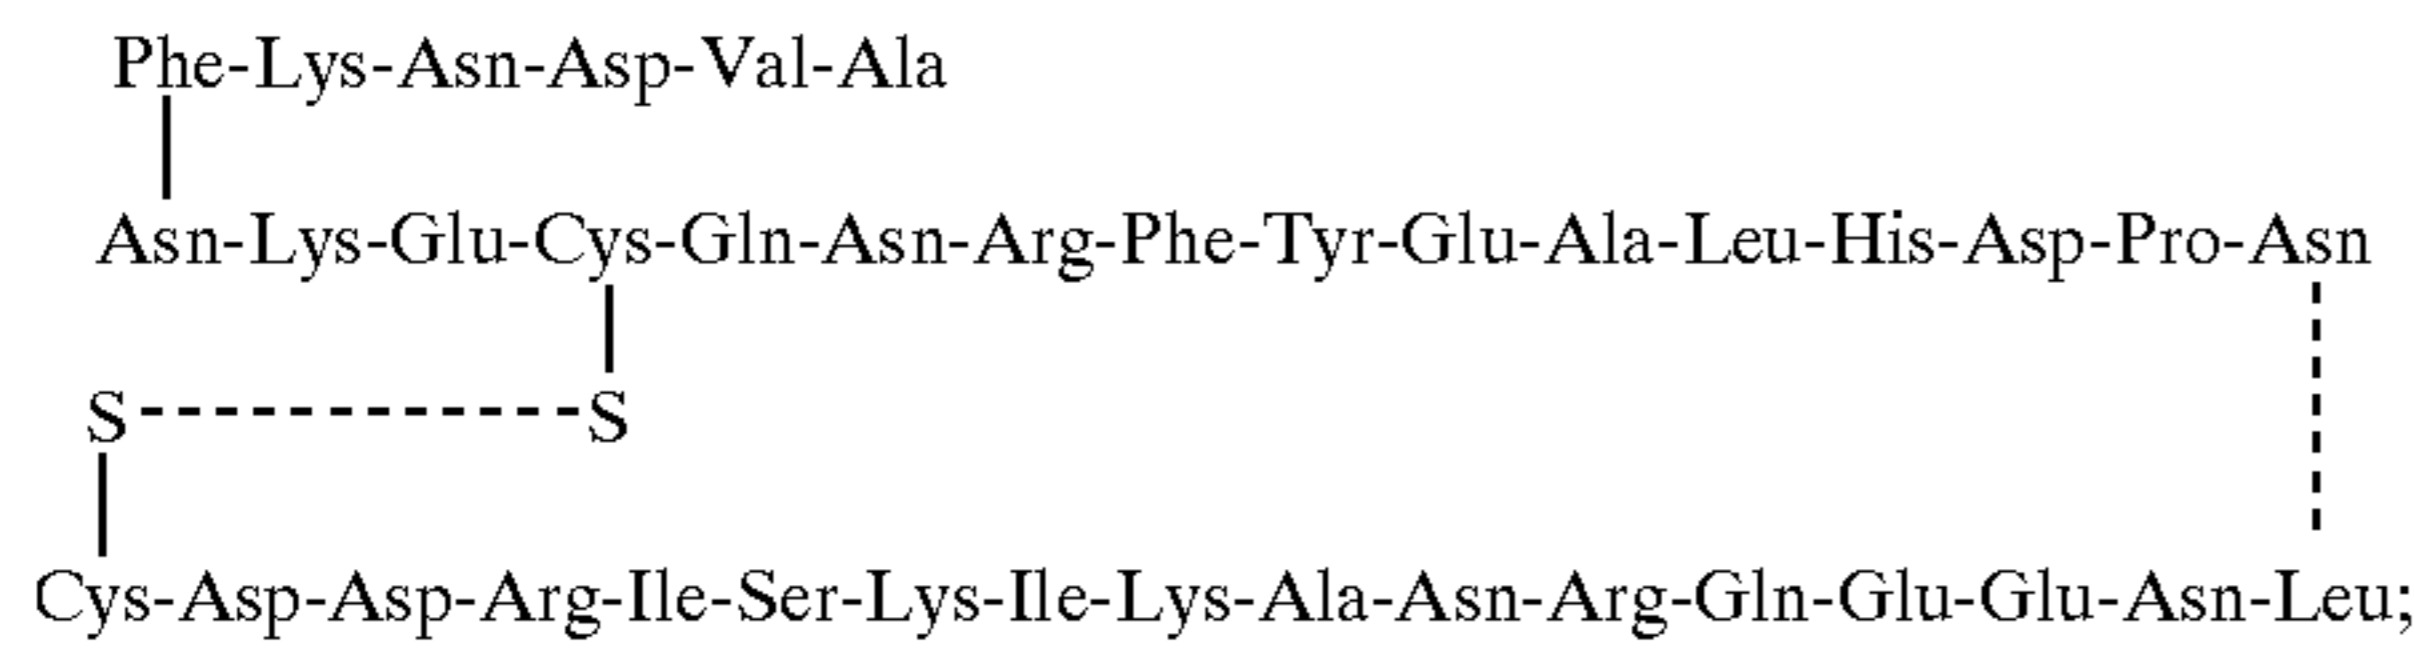 Phe-Lys-Asn-Asp-Val-Ala
Asn-Lys-Glu-Cys-Gln-Asn-Arg-Phe-Tyr-Glu-Ala-Leu-His-Asp-Pro-Asn
S S
Cys-Asp-Asp-Arg-Ile-Ser-Lys-Ile-Lys-Ala-Asn-Arg-Gln-Glu-Glu-Asn-Leu;